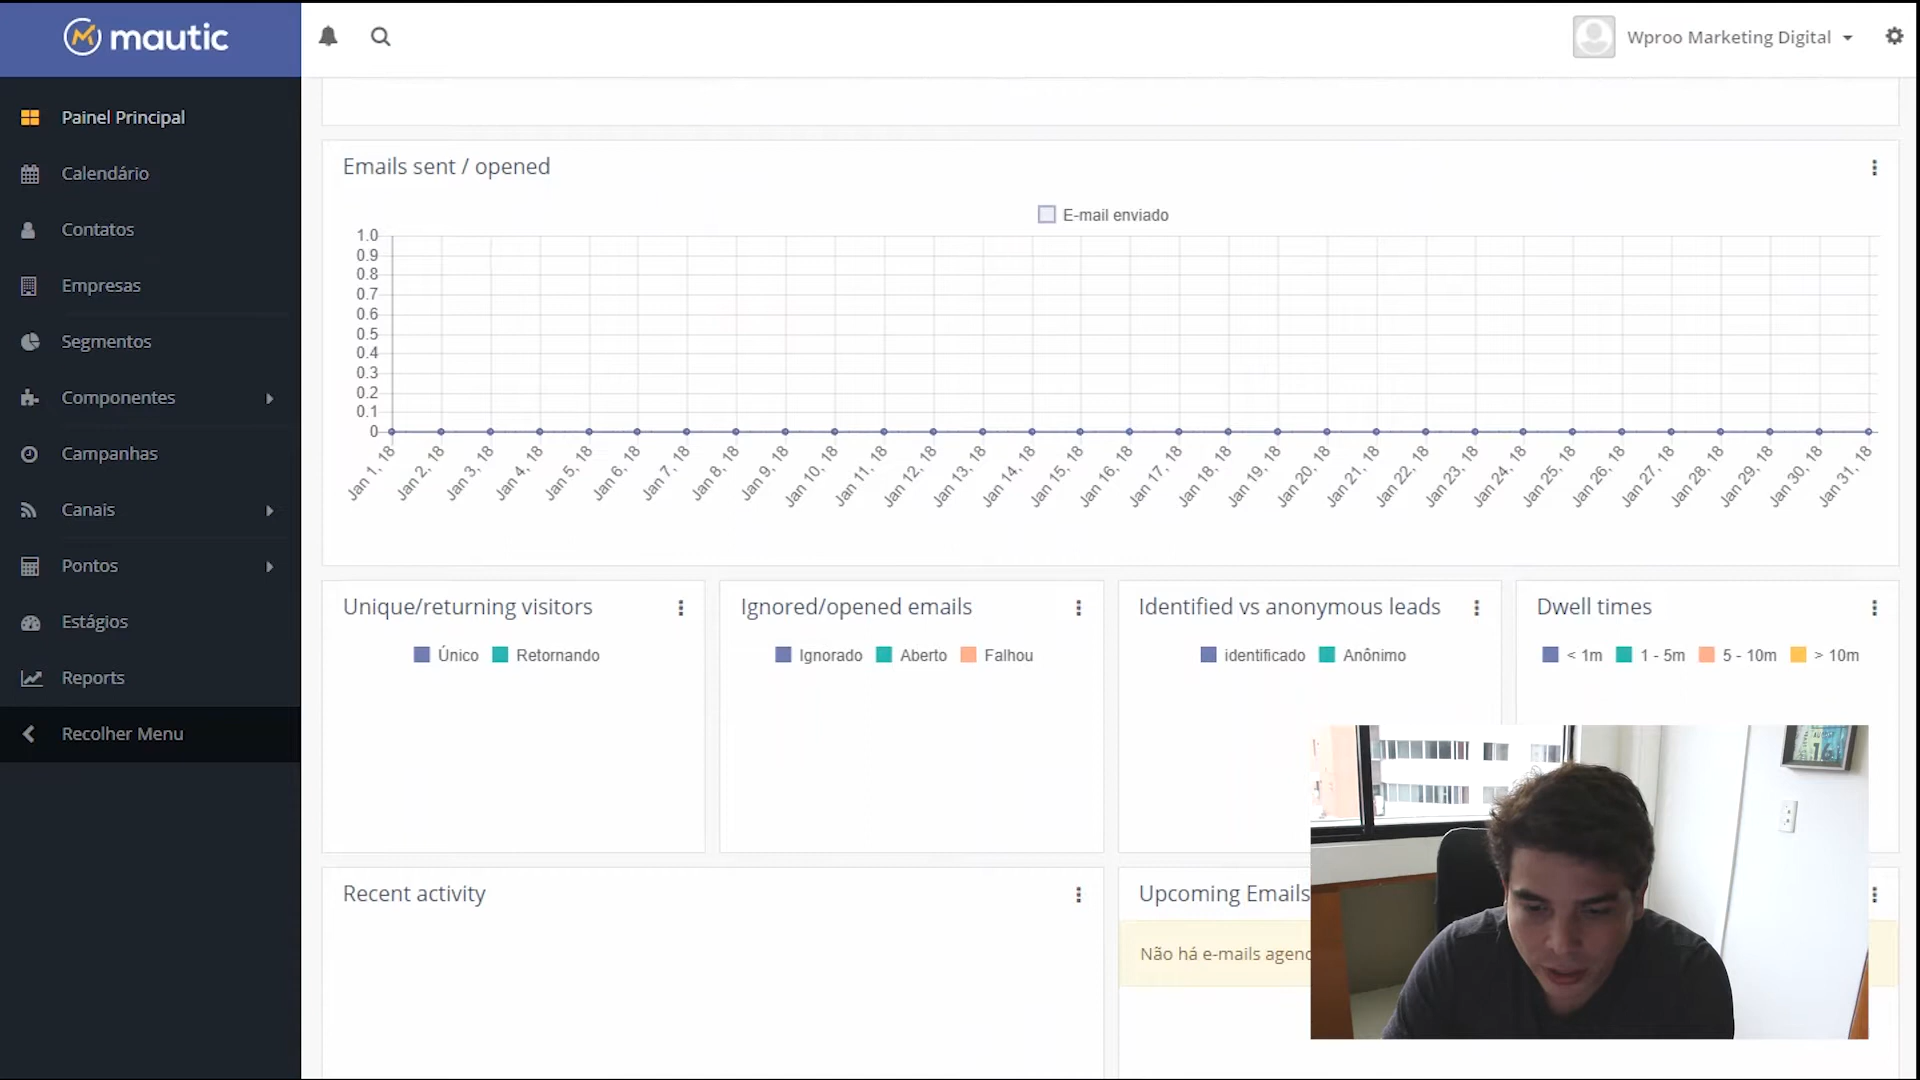 mautic
Wproo Marketing Digital
Painel Principal
Calendário
Contatos
Empresas
Segmentos
Componentes
Campanhas
Canais
Pontos
Estágios
Reports
Recolher Menu
Emails sent / opened
E-mail enviado
1.0
0.9
0.8
0.7
0.6
0.5
0.4
0.3
0.2
0.1
0
Jan 1, 18
Jan 2, 18
Jan 3, 18
Jan 4, 18
Jan 5, 18
Jan 6, 18
Jan 7, 18
Jan 8, 18
Jan 9, 18
Jan 10, 18
Jan 11, 18
Jan 12, 18
Jan 13, 18
Jan 14, 18
Jan 15, 18
Jan 16, 18
Jan 17, 18
Jan 18, 18
Jan 19, 18
Jan 20, 18
Jan 21, 18
Jan 22, 18
Jan 23, 18
Jan 24, 18
Jan 25, 18
Jan 26, 18
Jan 27, 18
Jan 28, 18
Jan 29, 18
Jan 30, 18
Jan 31, 18
Unique/returning visitors
Único Retornando
Ignored/opened emails
Ignorado Aberto Falhou
Identified vs anonymous leads
identificado Anônimo
Dwell times
< 1m 1 - 5m 5 - 10m > 10m
Recent activity
Upcoming Emails
Não há e-mails agend